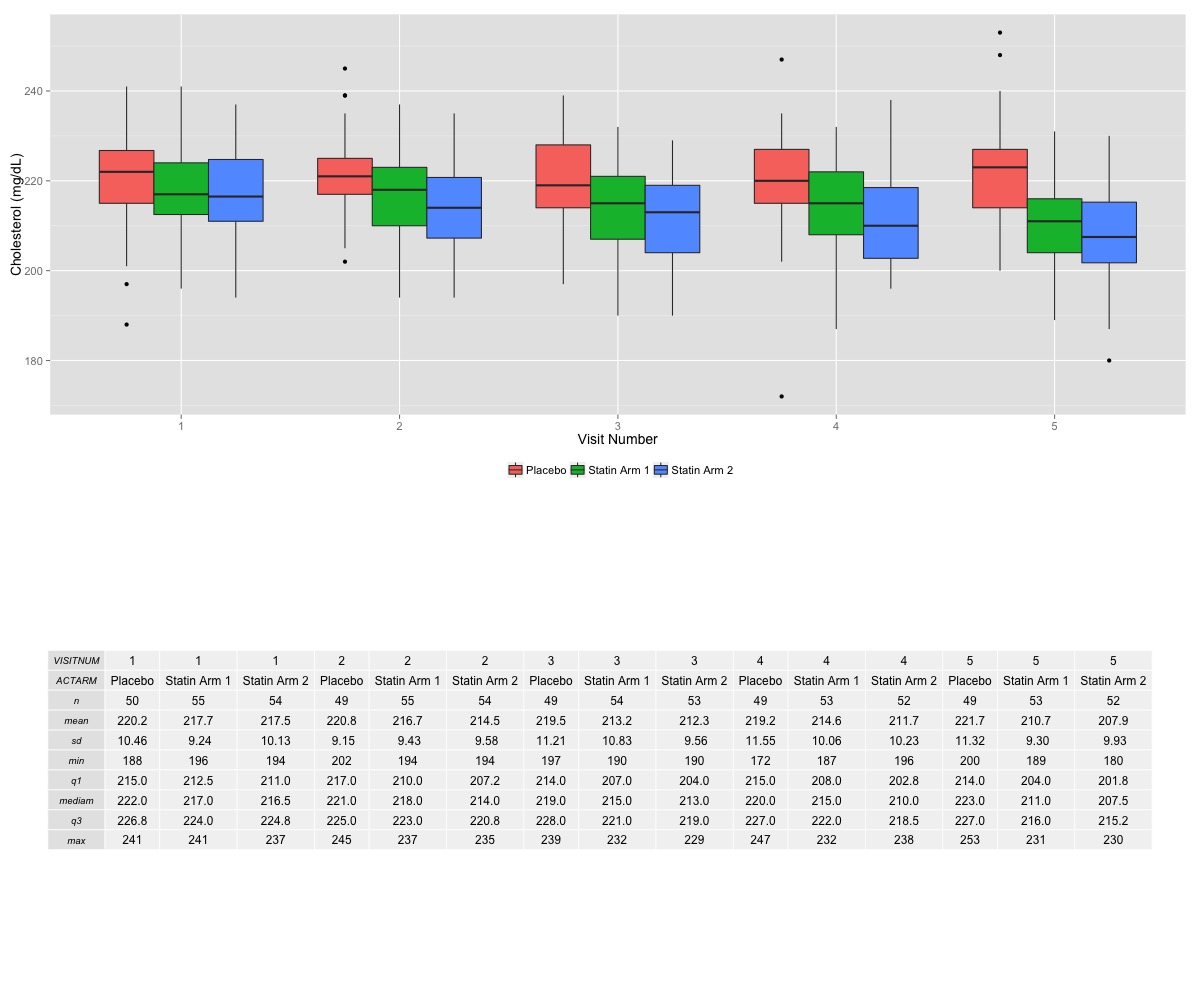 240
220
200
180
Cholesterol (mg/dL)
1 2 3 4 5
Visit Number
Placebo Statin Arm 1 Statin Arm 2
VISITNUM 1 1 1 2 2 2 3 3 3 4 4 4 5 5 5
ACTARM Placebo Statin Arm 1 Statin Arm 2 Placebo Statin Arm 1 Statin Arm 2 Placebo Statin Arm 1 Statin Arm 2 Placebo Statin Arm 1 Statin Arm 2 Placebo Statin Arm 1 Statin Arm 2
n 50 55 54 49 55 54 49 54 53 49 53 52 49 53 52
mean 220.2 217.7 217.5 220.8 216.7 214.5 219.5 213.2 212.3 219.2 214.6 211.7 221.7 210.7 207.9
sd 10.46 9.24 10.13 9.15 9.43 9.58 11.21 10.83 9.56 11.55 10.06 10.23 11.32 9.30 9.93
min 188 196 194 202 194 194 197 190 190 172 187 196 200 189 180
q1 215.0 212.5 211.0 217.0 210.0 207.2 214.0 207.0 204.0 215.0 208.0 202.8 214.0 204.0 201.8
mediam 222.0 217.0 216.5 221.0 218.0 214.0 219.0 215.0 213.0 220.0 215.0 210.0 223.0 211.0 207.5
q3 226.8 224.0 224.8 225.0 223.0 220.8 228.0 221.0 219.0 227.0 222.0 218.5 227.0 216.0 215.2
max 241 241 237 245 237 235 239 232 229 247 232 238 253 231 230